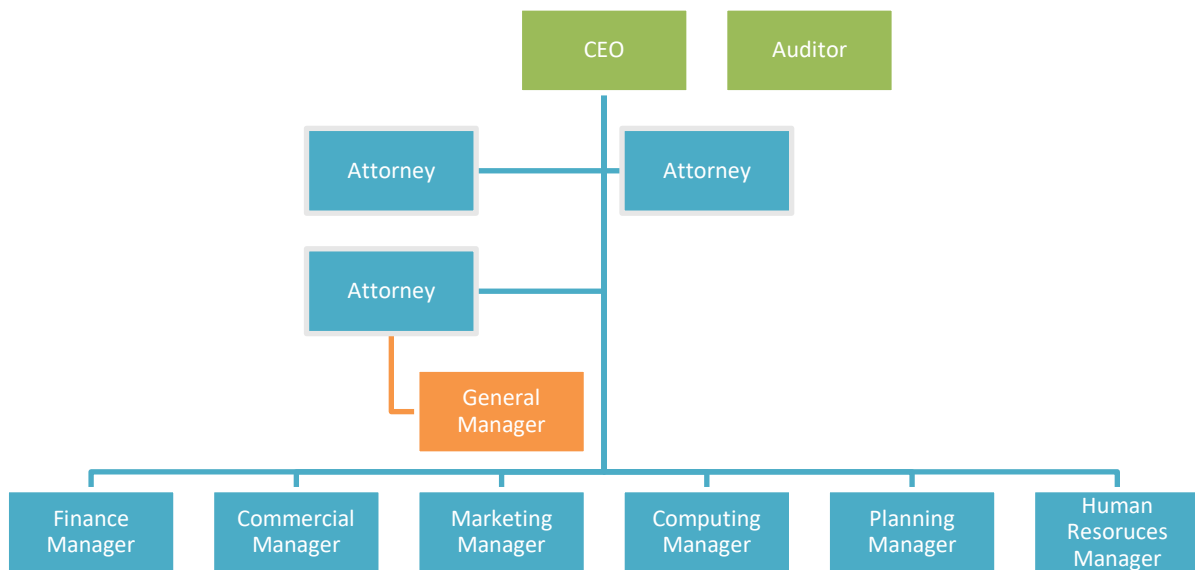 CEO
Auditor
Attorney
Attorney
Attorney
General
Manager
Finance
Manager
Commercial
Manager
Marketing
Manager
Computing
Manager
Planning
Manager
Human
Resoruces
Manager